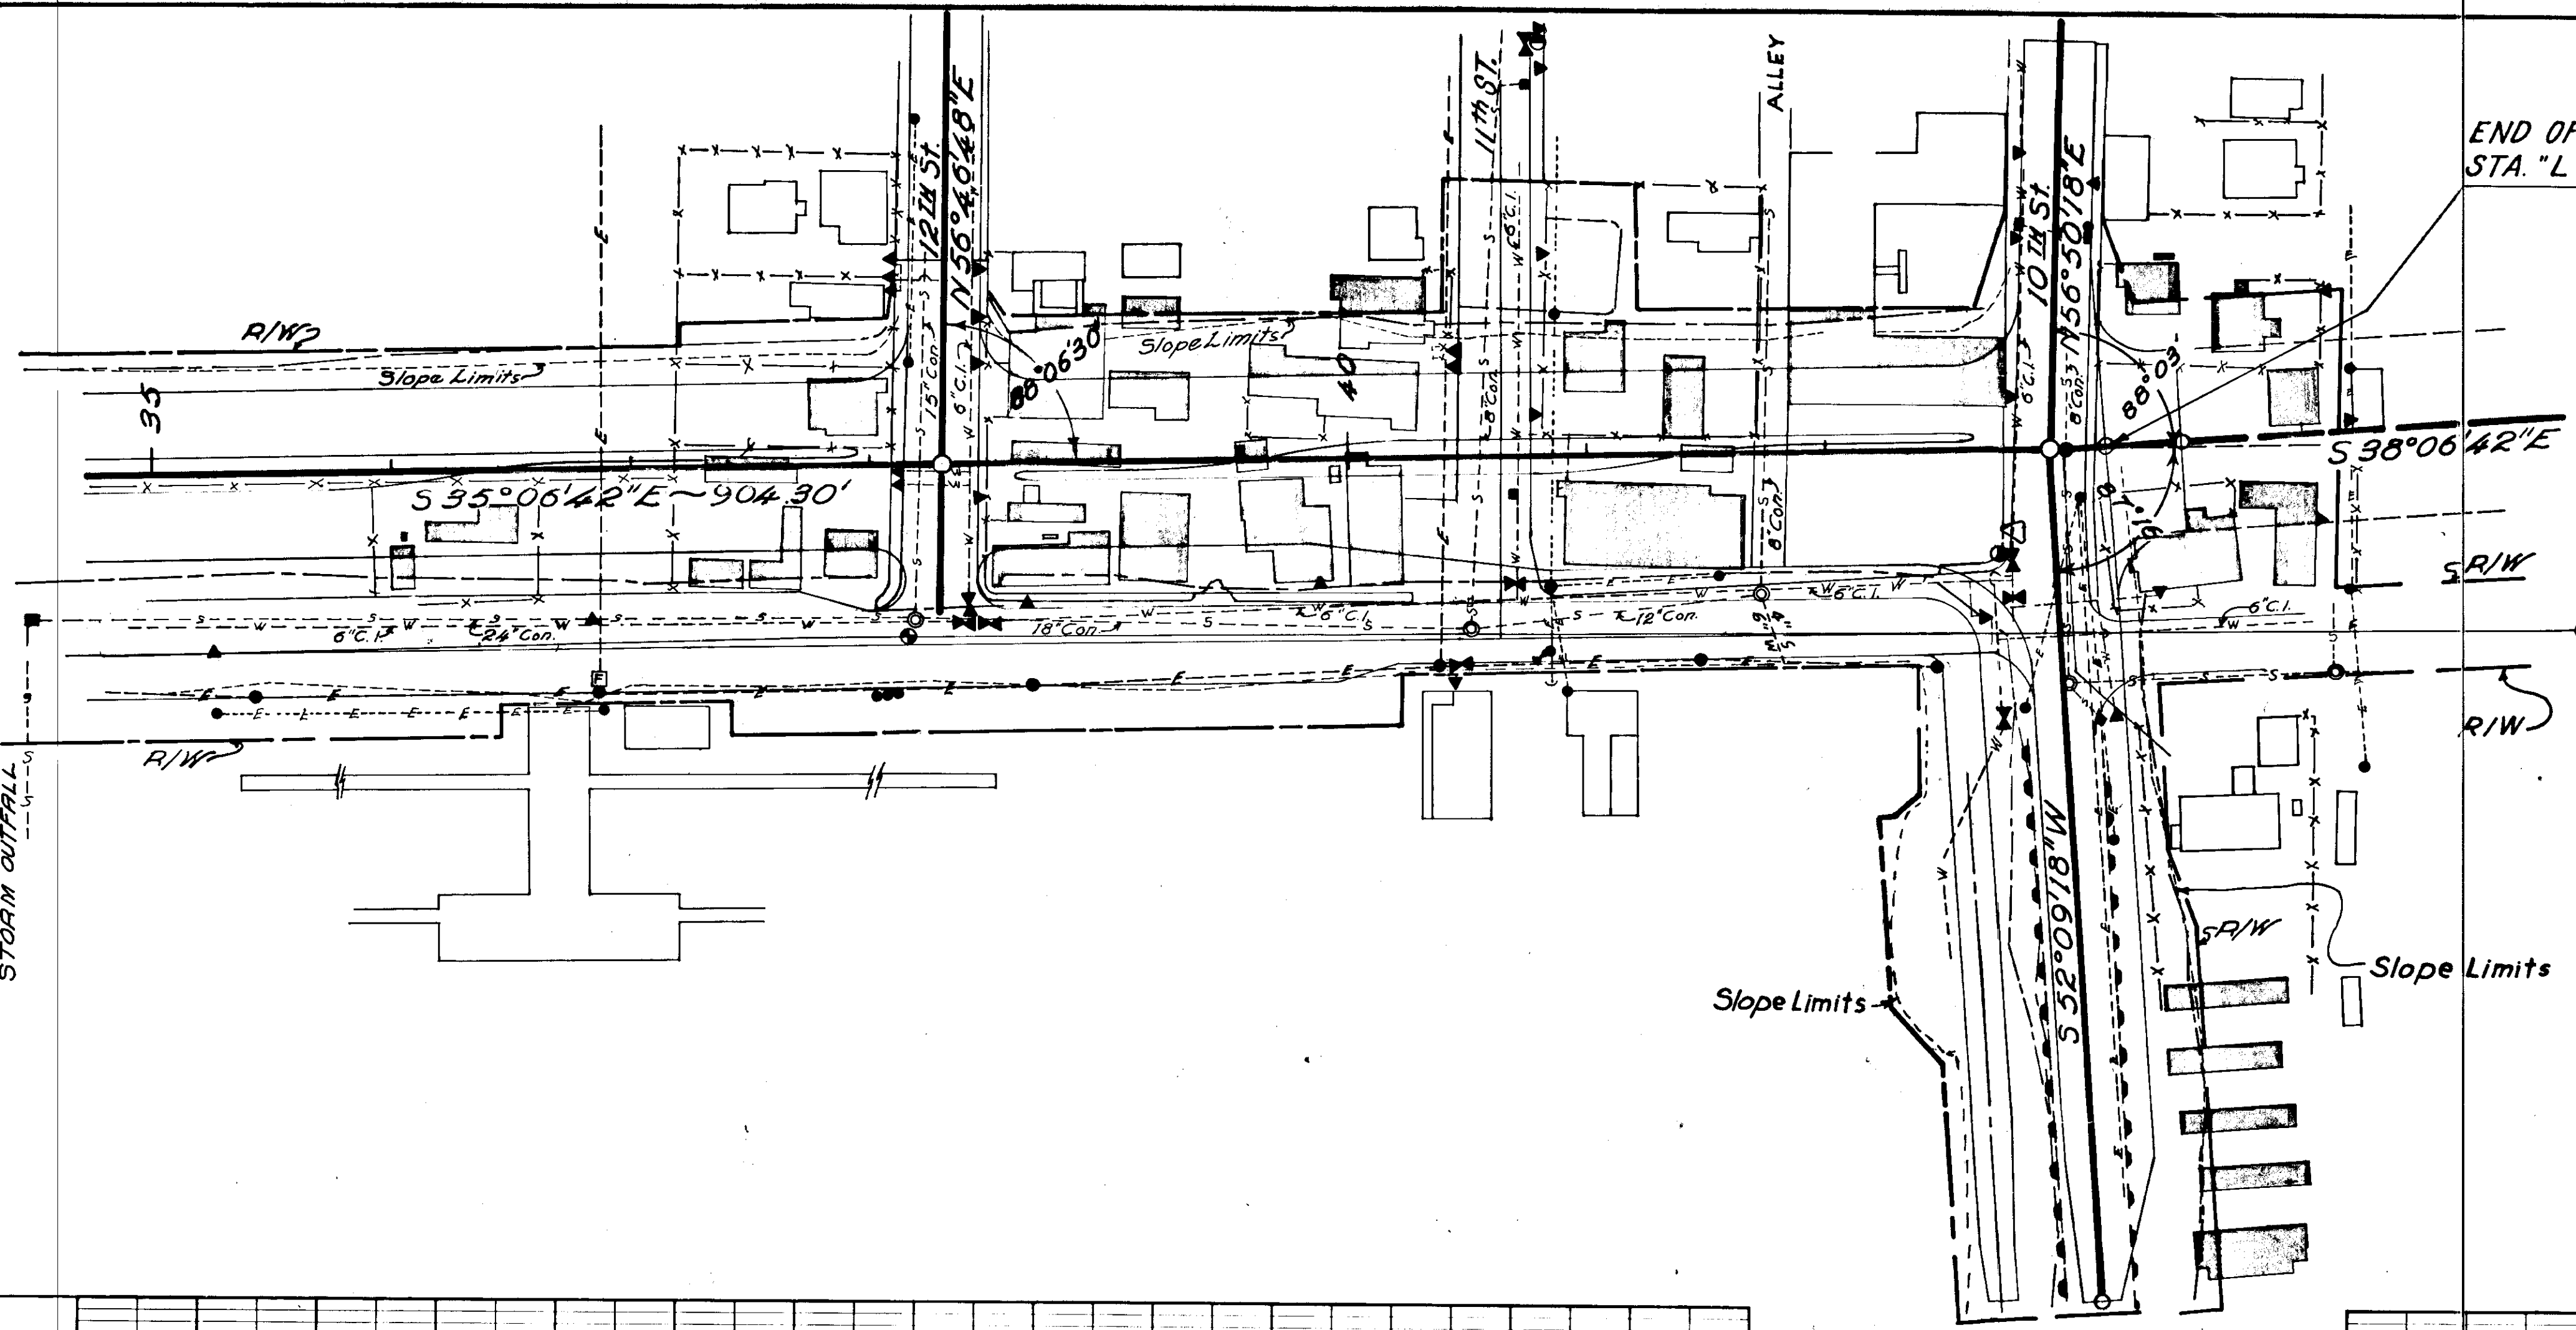 12TH St.
N 56° 46' 48" E
11th ST.
ALLEY
10TH St.
N 56° 50' 18" E
END OF
STA. "L
R/W
Slope Limits
Slope Limits
35
15" Con.
6" C.I.
88° 06' 30"
40
8" Con.
6" C.I.
6" C.I.
8" Con.
88° 03'
S 35° 06' 42" E ~ 904.30'
S 38° 06' 42" E
8" Con.
R/W
6" C.I.
24" Con.
18" Con.
6" C.I.
12" Con.
6" C.I.
6" C.I.
R/W
R/W
STORM OUTFALL
S 52° 09' 18" W
R/W
Slope Limits
Slope Limits